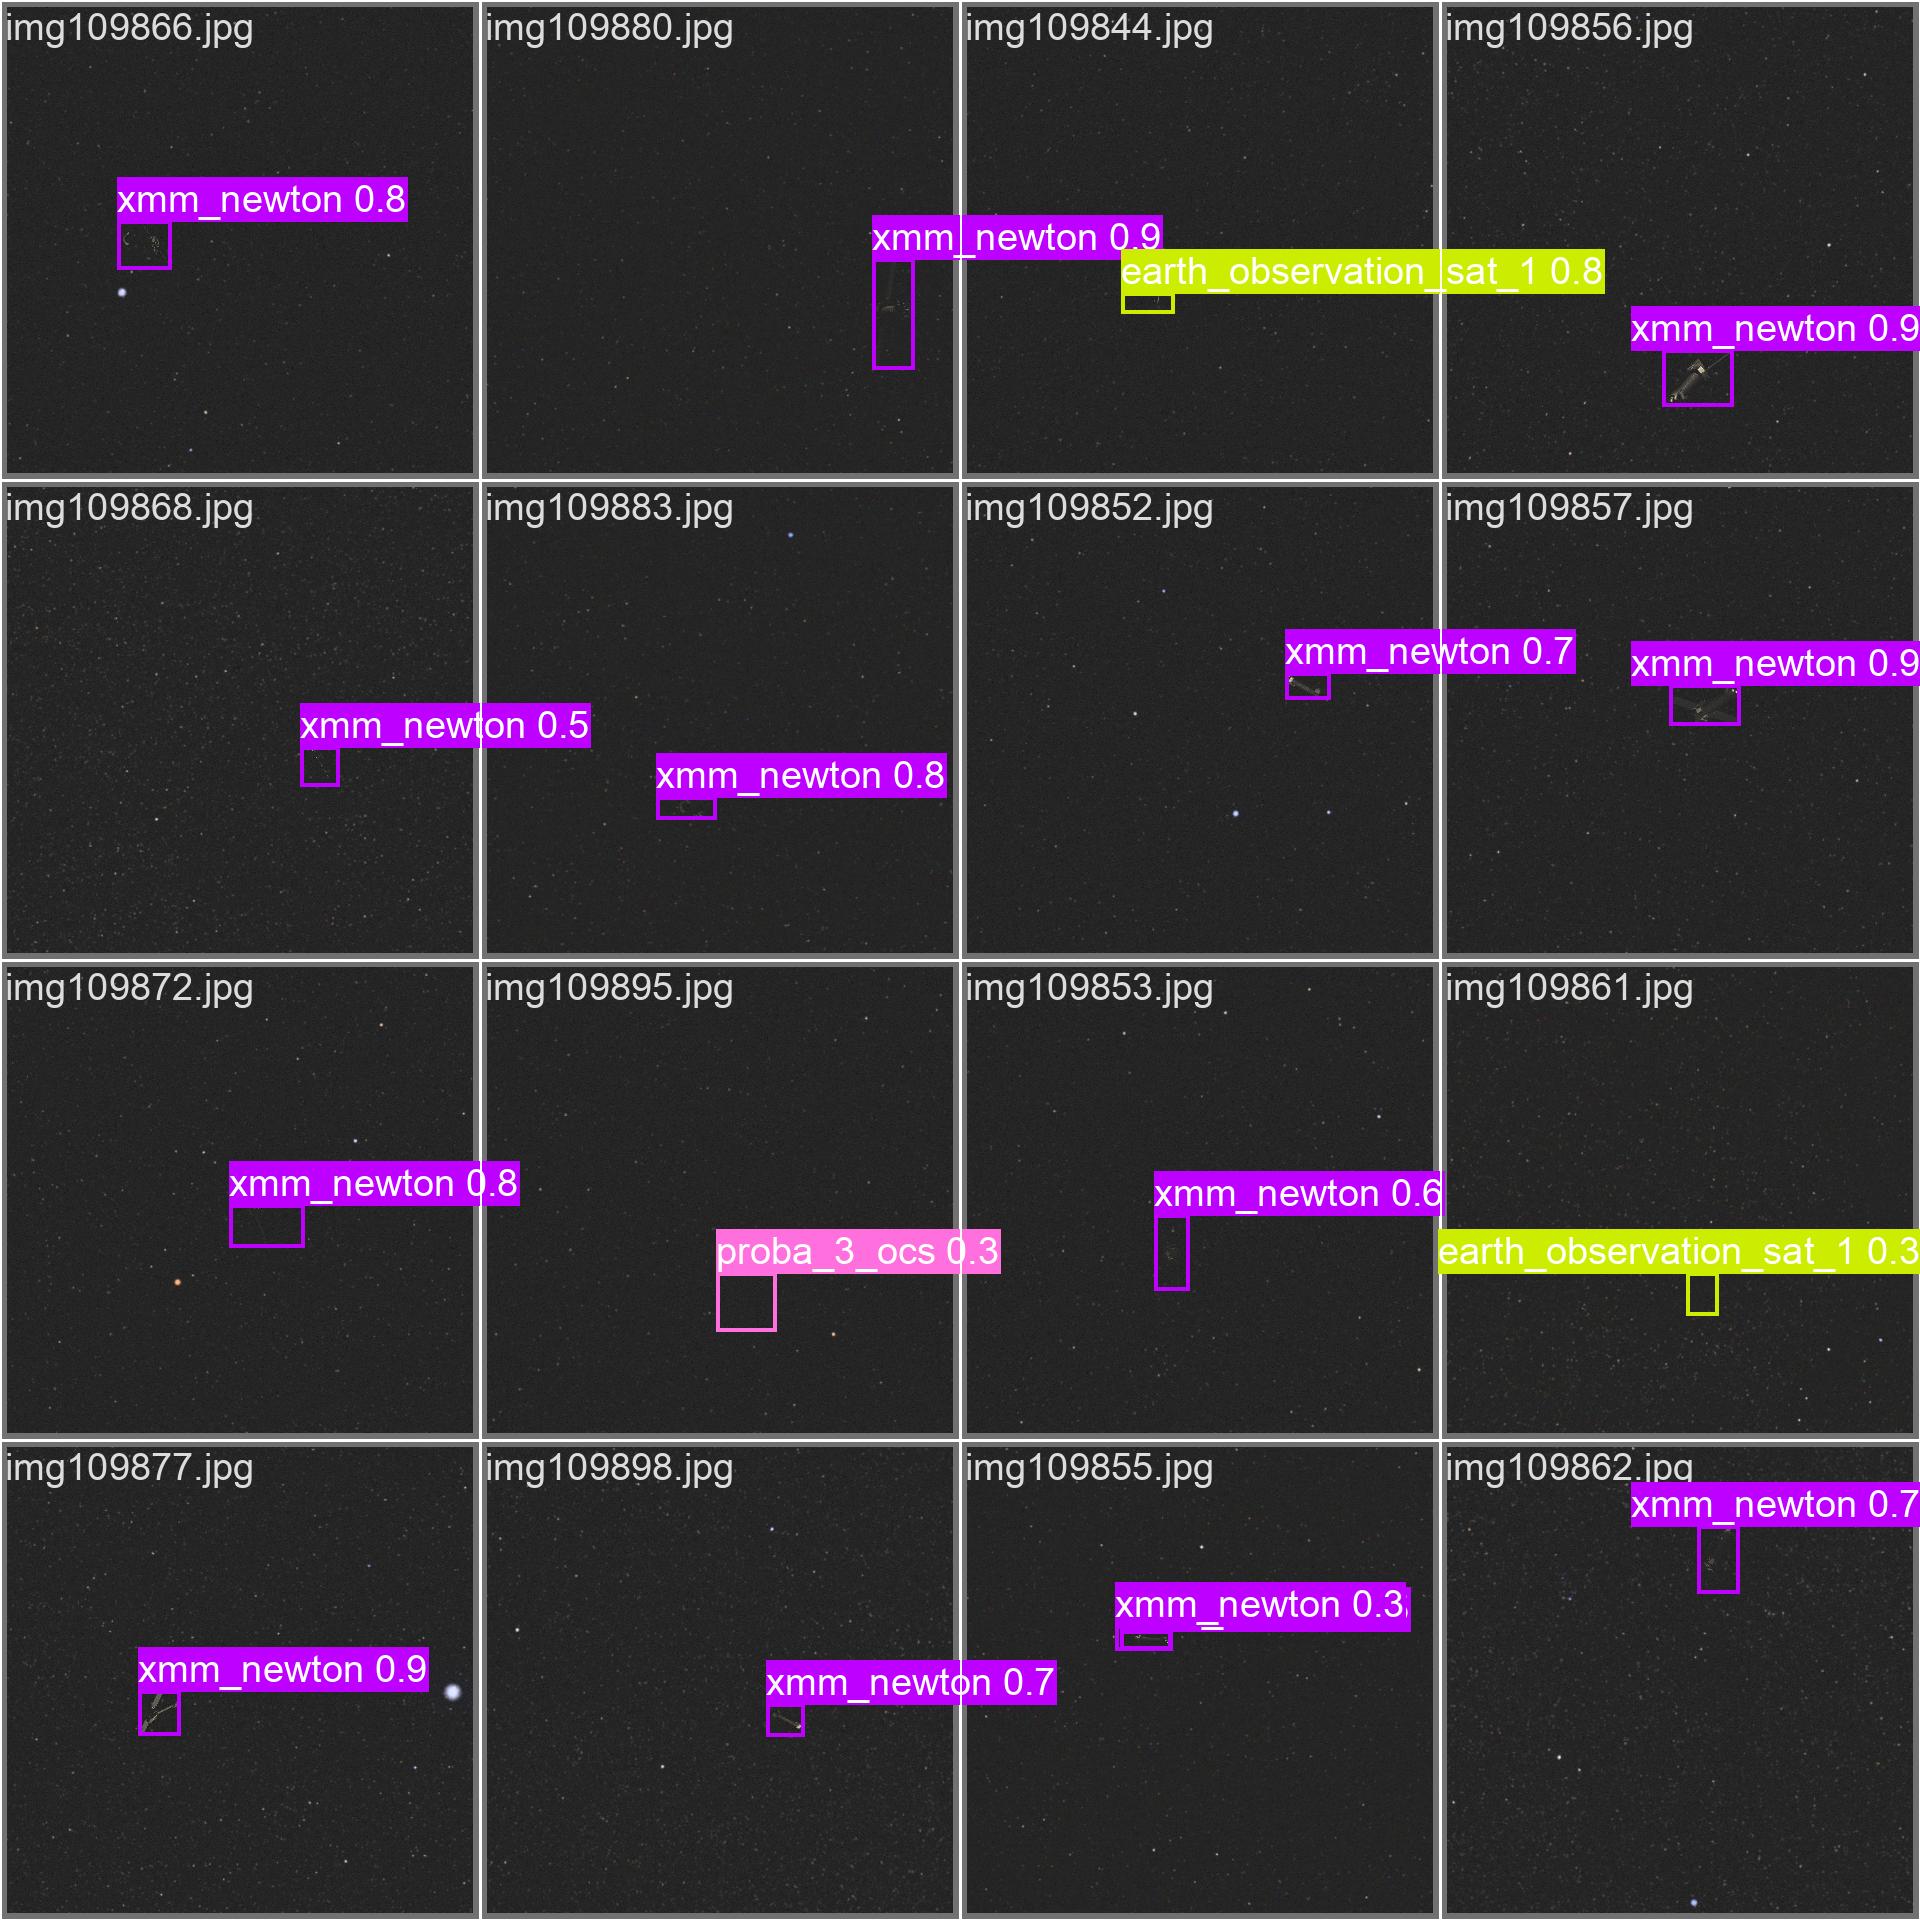 img109866.jpg
img109880.jpg
img109844.jpg
img109856.jpg
xmm_newton 0.8
xmm_newton 0.9
earth_observation_sat_1 0.8
xmm_newton 0.9
img109868.jpg
img109883.jpg
img109852.jpg
img109857.jpg
xmm_newton 0.5
xmm_newton 0.8
xmm_newton 0.7
xmm_newton 0.9
img109872.jpg
img109895.jpg
img109853.jpg
img109861.jpg
xmm_newton 0.8
proba_3_ocs 0.3
xmm_newton 0.6
earth_observation_sat_1 0.3
img109877.jpg
img109898.jpg
img109855.jpg
img109862.jpg
xmm_newton 0.9
xmm_newton 0.7
xmm_newton 0.3
xmm_newton 0.7